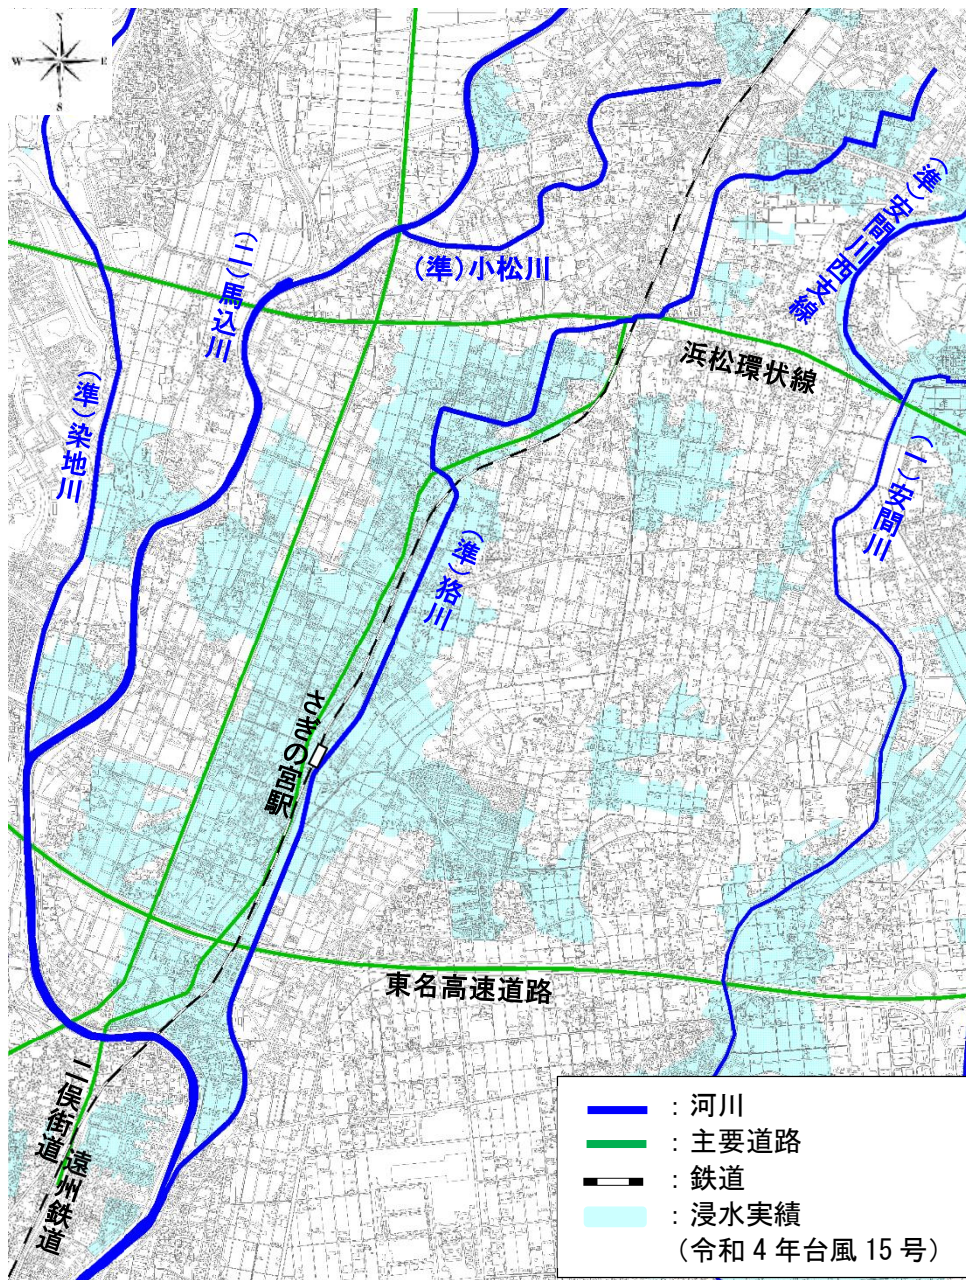 N
W
E
S
(準)安間川西支線
(準)小松川
(二)馬込川
浜松環状線
(準)染地川
(一)安間川
(準)狢川
さぎの宮駅
東名高速道路
二俣街道
遠州鉄道
：河川
：主要道路
：鉄道
：浸水実績
（令和4年台風15号）